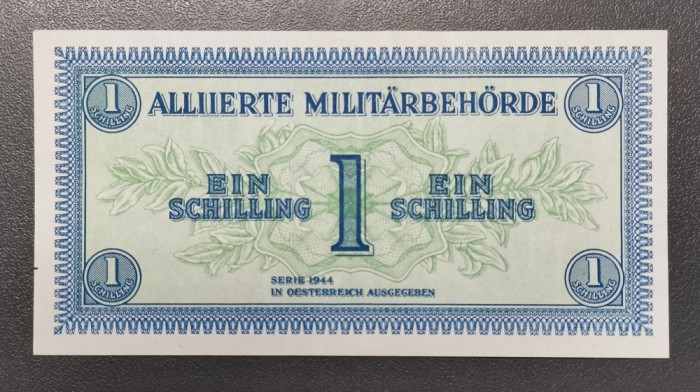 1 ALLIIERTE MILITÄRBEHÖRDE 1
SCHILLING SCHILLING
EIN 1 EIN
SCHILLING SCHILLING
SERIE 1944
IN OESTERREICH AUSGEGEBEN
1 1
SCHILLING SCHILLING